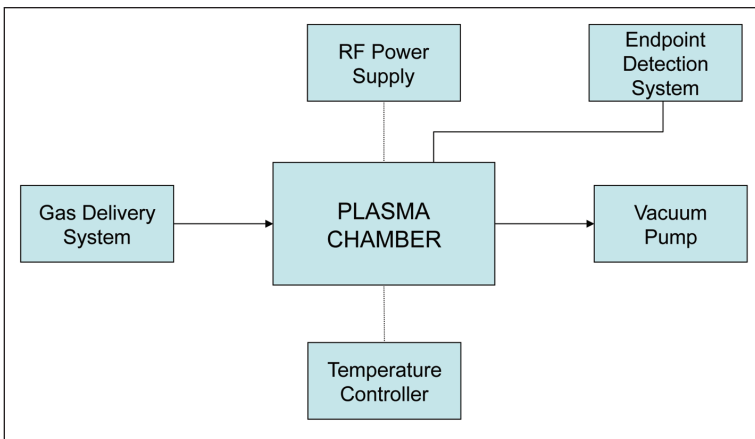 RF Power
Supply
Endpoint
Detection
System
Gas Delivery
System
PLASMA
CHAMBER
Vacuum
Pump
Temperature
Controller